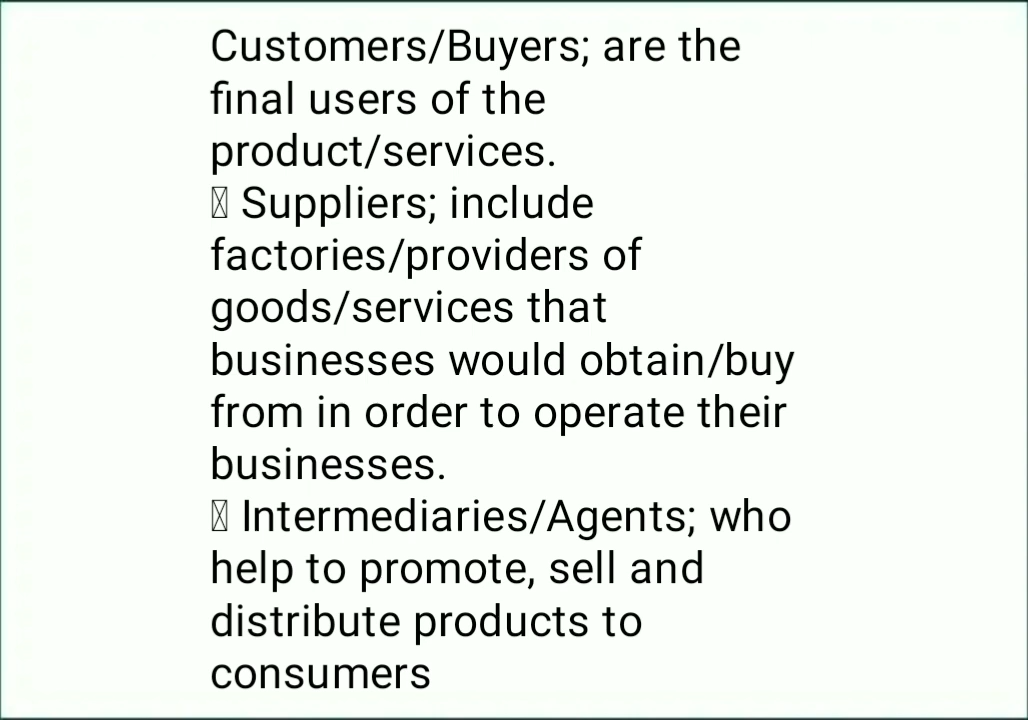 Customers/Buyers; are the
final users of the
product/services.
 Suppliers; include
factories/providers of
goods/services that
businesses would obtain/buy
from in order to operate their
businesses.
 Intermediaries/Agents; who
help to promote, sell and
distribute products to
consumers